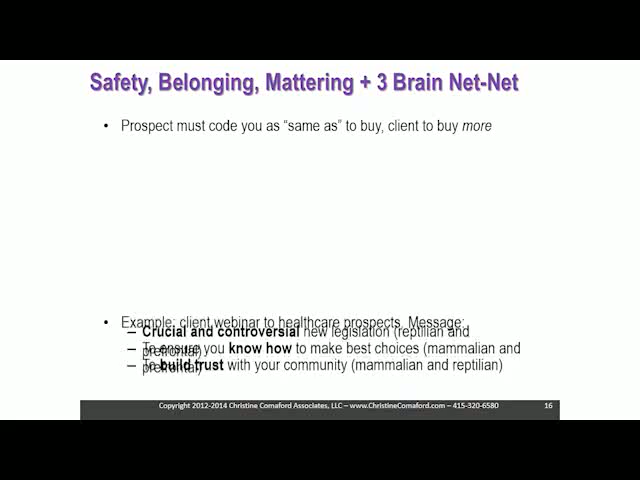 Safety, Belonging, Mattering + 3 Brain Net-Net
• Prospect must code you as “same as” to buy, client to buy more
• Example: client webinar to healthcare prospects. Message:
– Crucial and controversial new legislation (reptilian and
prefrontal)
– To ensure you know how to make best choices (mammalian and
prefrontal)
– To build trust with your community (mammalian and reptilian)
Copyright 2012-2014 Christine Comaford Associates, LLC – www.ChristineComaford.com – 415-320-6580 16